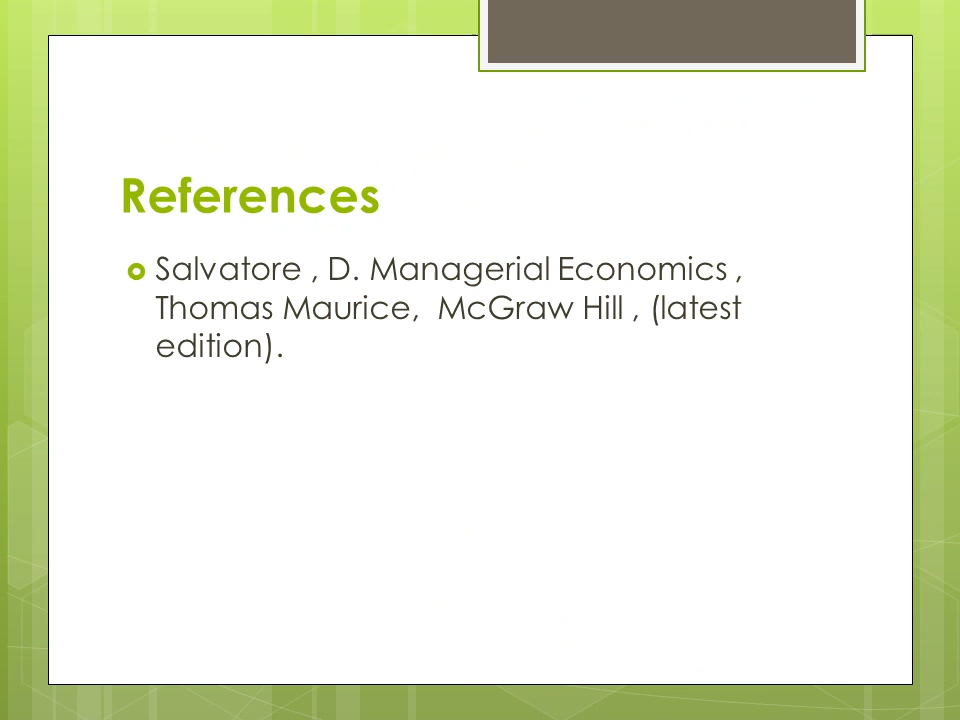 References
Salvatore , D. Managerial Economics ,
Thomas Maurice, McGraw Hill , (latest
edition).